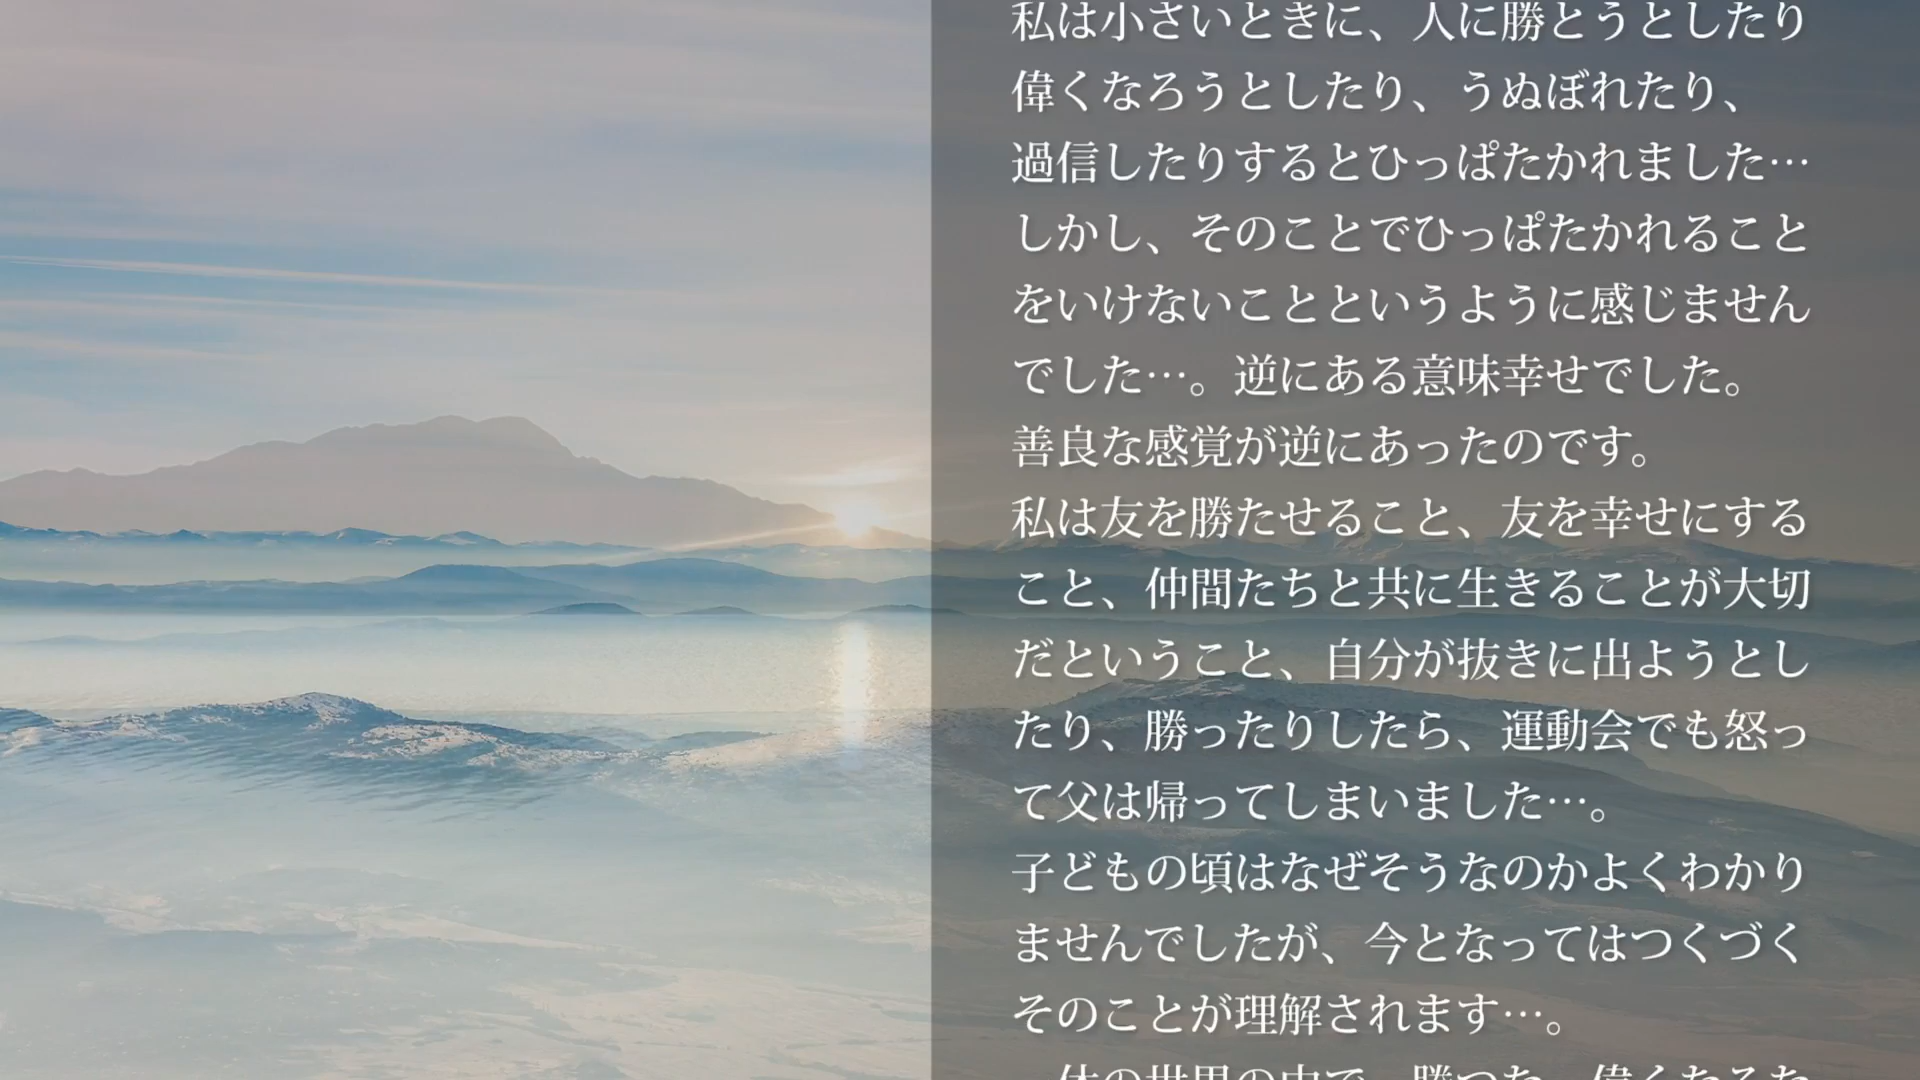 私は小さいときに、人に勝とうとしたり
偉くなろうとしたり、うぬぼれたり、
過信したりするとひっぱたかれました…
しかし、そのことでひっぱたかれること
をいけないことというように感じません
でした…。逆にある意味幸せでした。
善良な感覚が逆にあったのです。
私は友を勝たせること、友を幸せにする
こと、仲間たちと共に生きることが大切
だということ、自分が抜きに出ようとし
たり、勝ったりしたら、運動会でも怒っ
て父は帰ってしまいました…。
子どもの頃はなぜそうなのかよくわかり
ませんでしたが、今となってはつくづく
そのことが理解されます…。